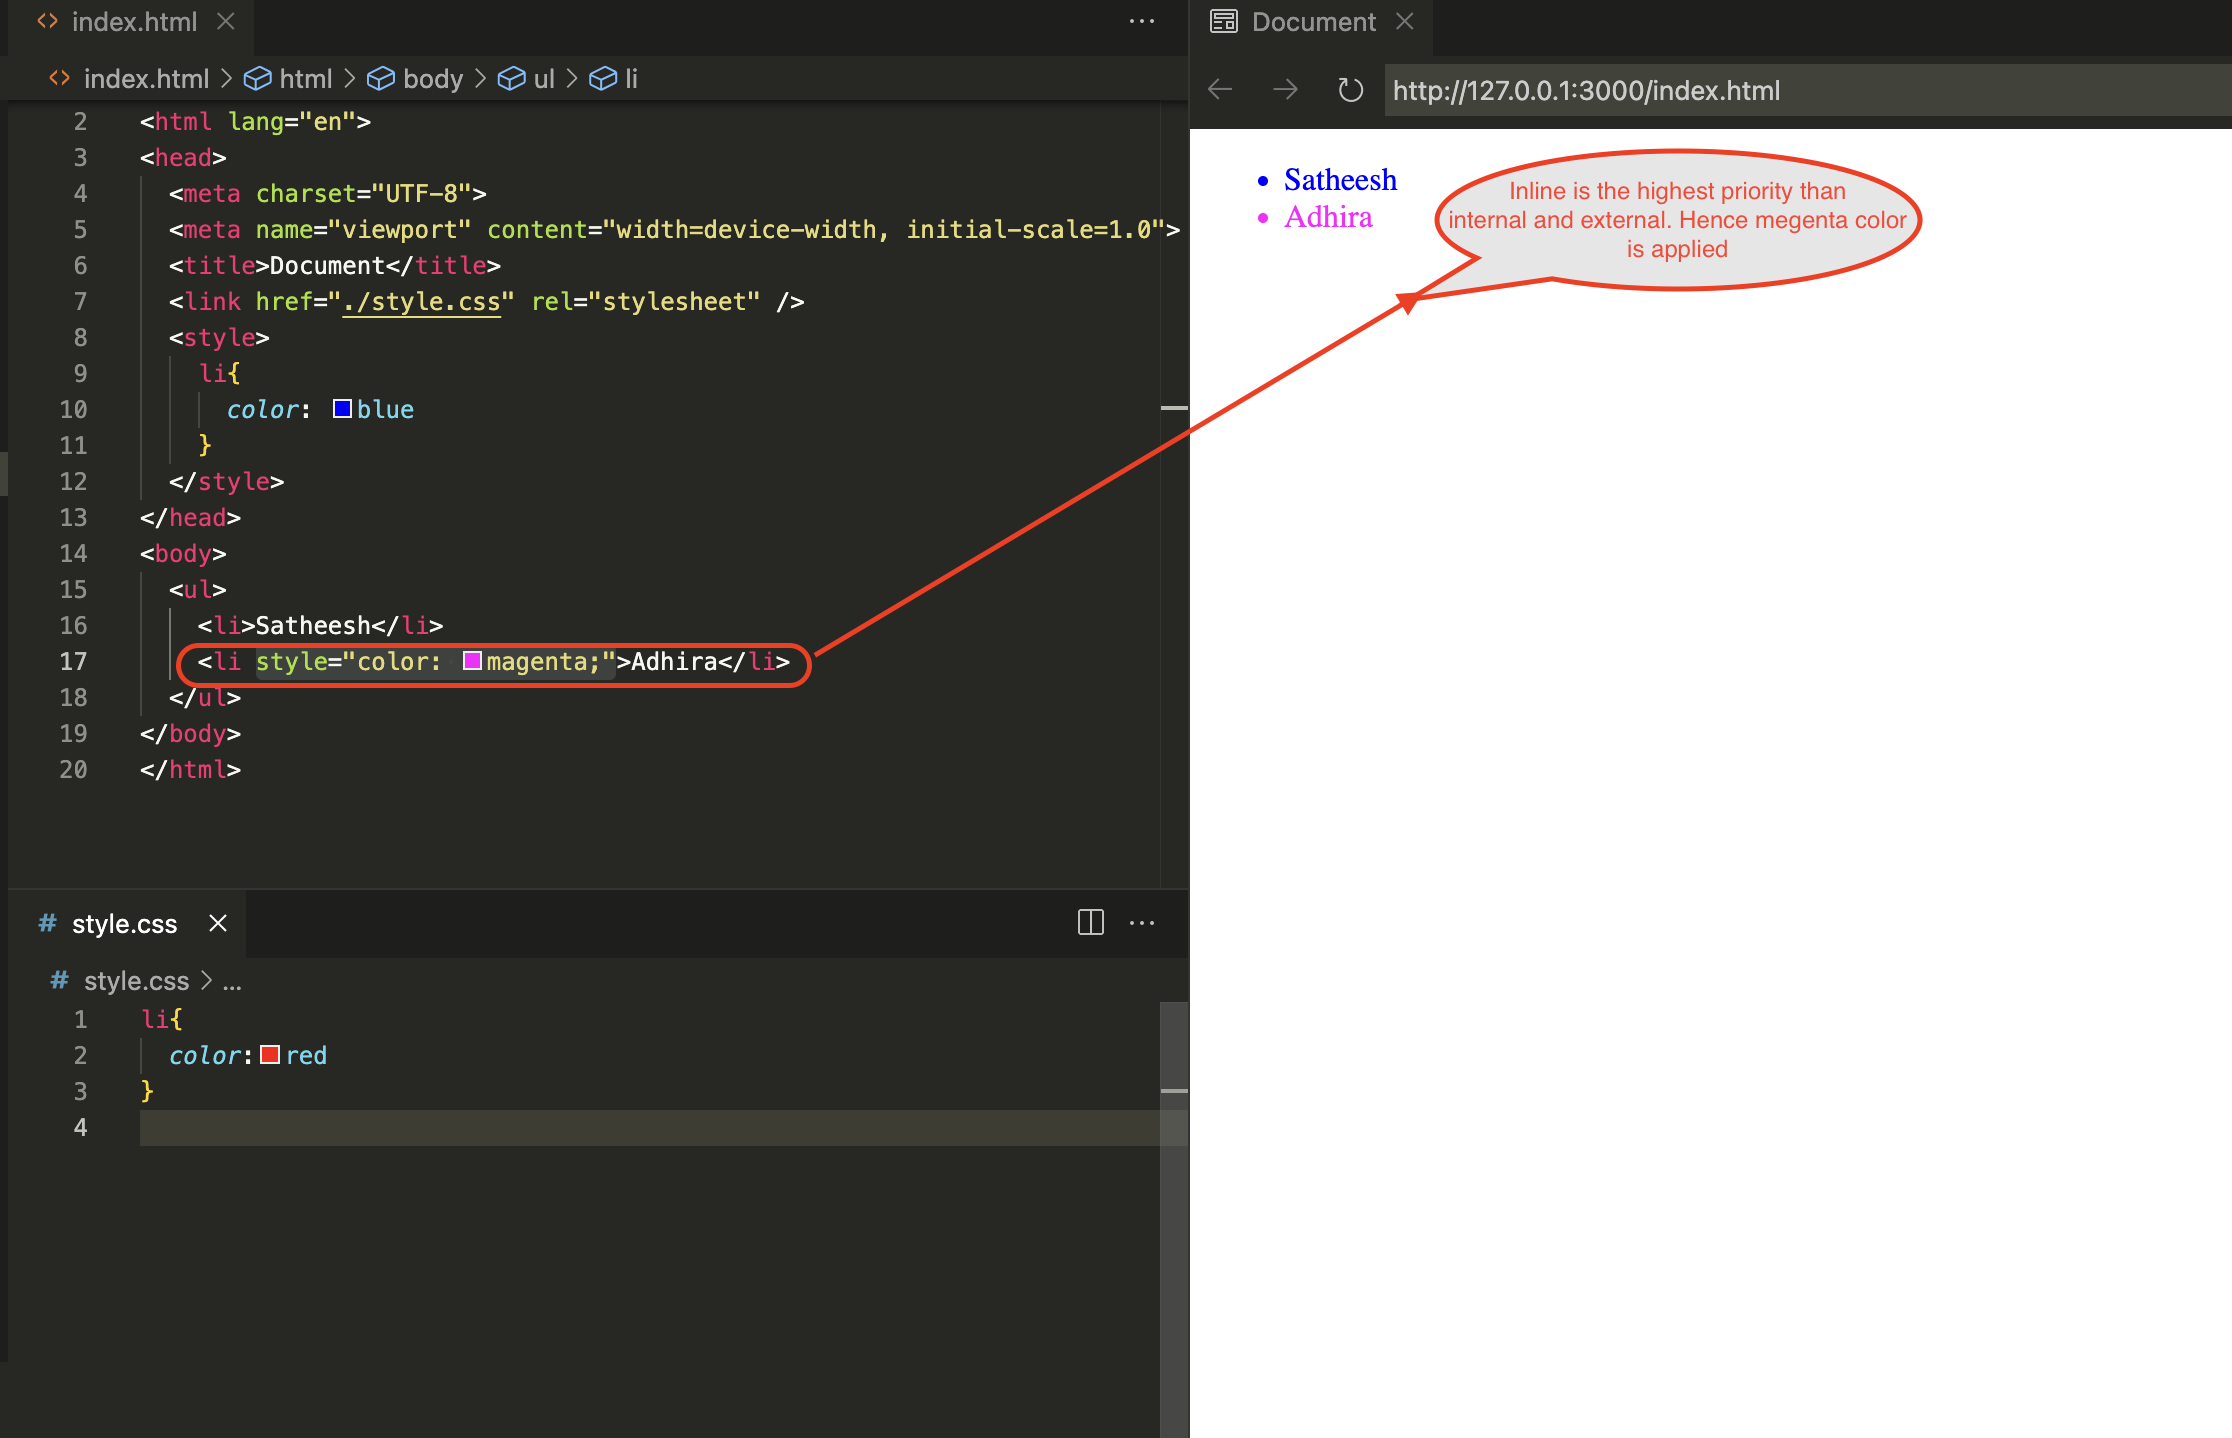 index.html
index.html > html > body > ul > li
2 <html lang="en">
3 <head>
4 <meta charset="UTF-8">
5 <meta name="viewport" content="width=device-width, initial-scale=1.0">
6 <title>Document</title>
7 <link href="./style.css" rel="stylesheet" />
8 <style>
9 li{
10 color: blue
11 }
12 </style>
13 </head>
14 <body>
15 <ul>
16 <li>Satheesh</li>
17 <li style="color: magenta;">Adhira</li>
18 </ul>
19 </body>
20 </html>
# style.css
# style.css > ...
1 li{
2 color:red
3 }
4
Document
http://127.0.0.1:3000/index.html
• Satheesh
• Adhira
Inline is the highest priority than
internal and external. Hence megenta color
is applied